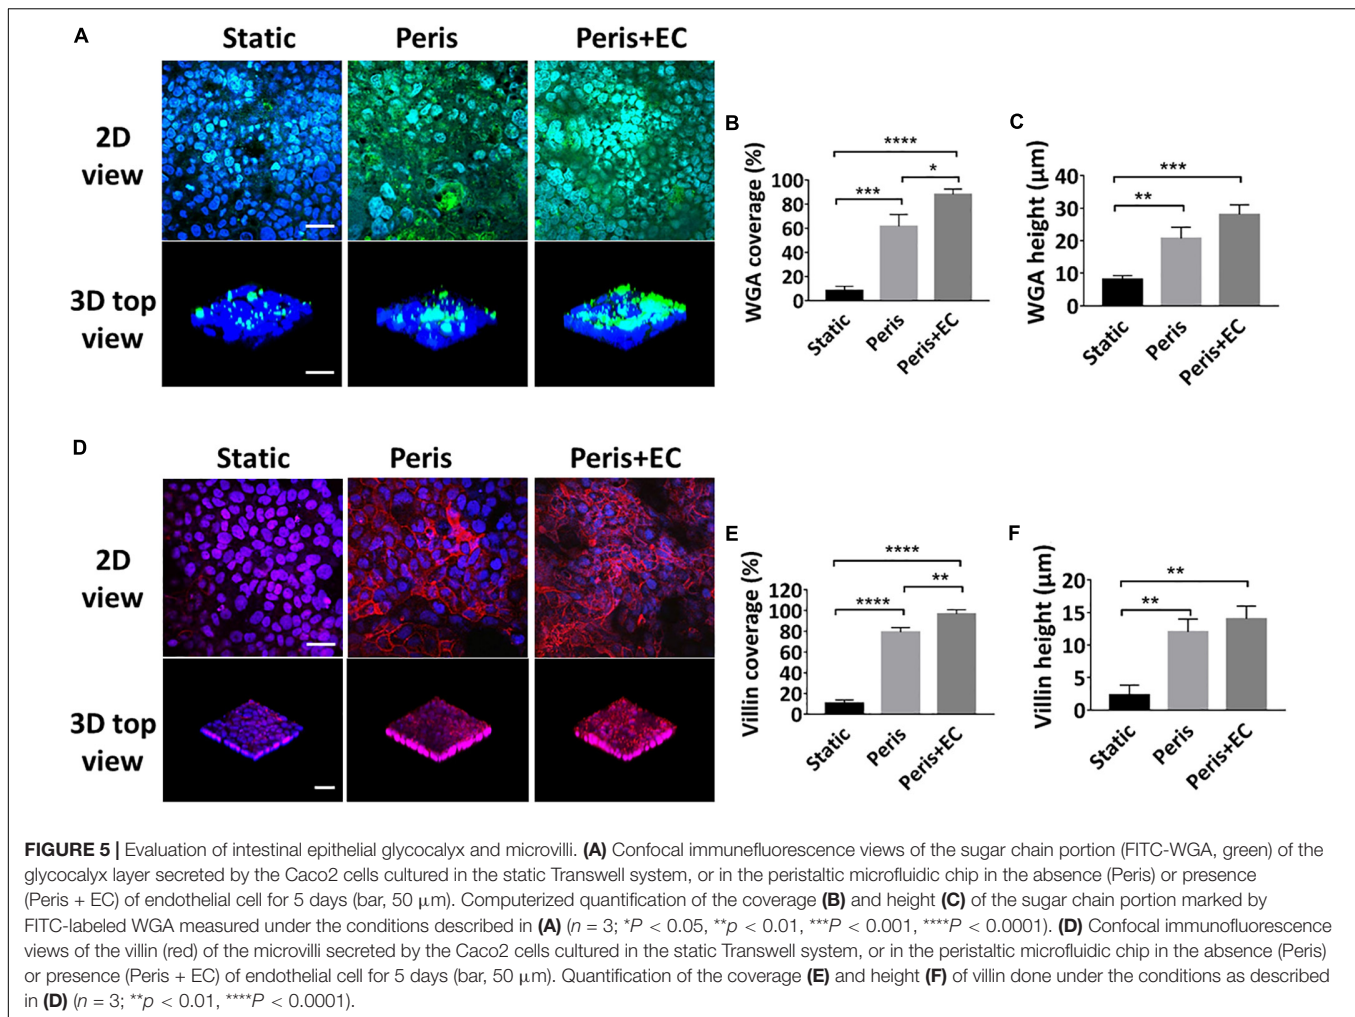 A
Static
Peris
Peris+EC
2D
view
3D top
view
B
WGA coverage (%)
100
80
60
40
20
0
****
***
*
Static
Peris
Peris+EC
C
WGA height (μm)
40
30
20
10
0
***
**
Static
Peris
Peris+EC
D
Static
Peris
Peris+EC
2D
view
3D top
view
E
Villin coverage (%)
120
100
80
60
40
20
0
****
**
****
Static
Peris
Peris+EC
F
Villin height (μm)
20
15
10
5
0
**
**
Static
Peris
Peris+EC
FIGURE 5 | Evaluation of intestinal epithelial glycocalyx and microvilli. (A) Confocal immunefluorescence views of the sugar chain portion (FITC-WGA, green) of the
glycocalyx layer secreted by the Caco2 cells cultured in the static Transwell system, or in the peristaltic microfluidic chip in the absence (Peris) or presence
(Peris + EC) of endothelial cell for 5 days (bar, 50 μm). Computerized quantification of the coverage (B) and height (C) of the sugar chain portion marked by
FITC-labeled WGA measured under the conditions described in (A) (n = 3; *P < 0.05, **p < 0.01, ***P < 0.001, ****P < 0.0001). (D) Confocal immunofluorescence
views of the villin (red) of the microvilli secreted by the Caco2 cells cultured in the static Transwell system, or in the peristaltic microfluidic chip in the absence (Peris)
or presence (Peris + EC) of endothelial cell for 5 days (bar, 50 μm). Quantification of the coverage (E) and height (F) of villin done under the conditions as described
in (D) (n = 3; **p < 0.01, ****P < 0.0001).